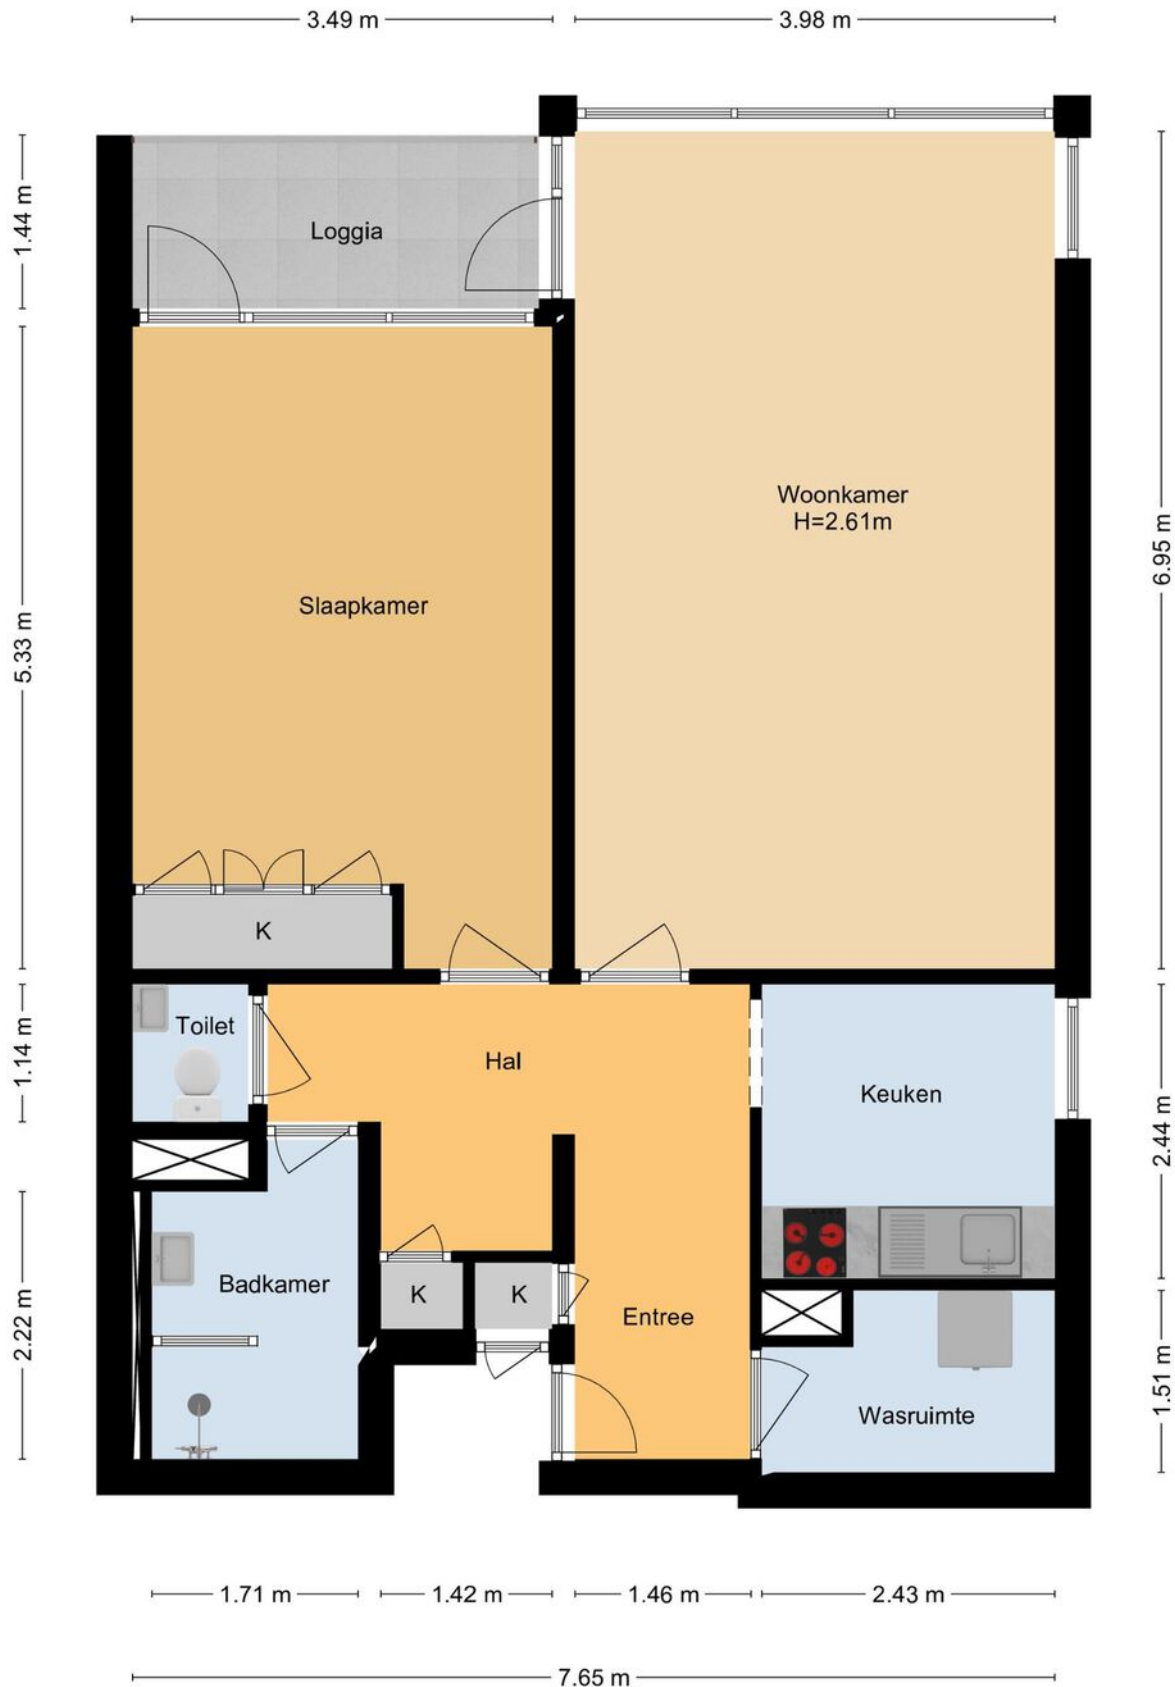 3.49 m
3.98 m
1.44 m
Loggia
Woonkamer
H=2.61m
6.95 m
Slaapkamer
5.33 m
K
Toilet
1.14 m
Hal
Keuken
2.44 m
Badkamer
K
K
2.22 m
Entree
1.51 m
Wasruimte
1.71 m
1.42 m
1.46 m
2.43 m
7.65 m